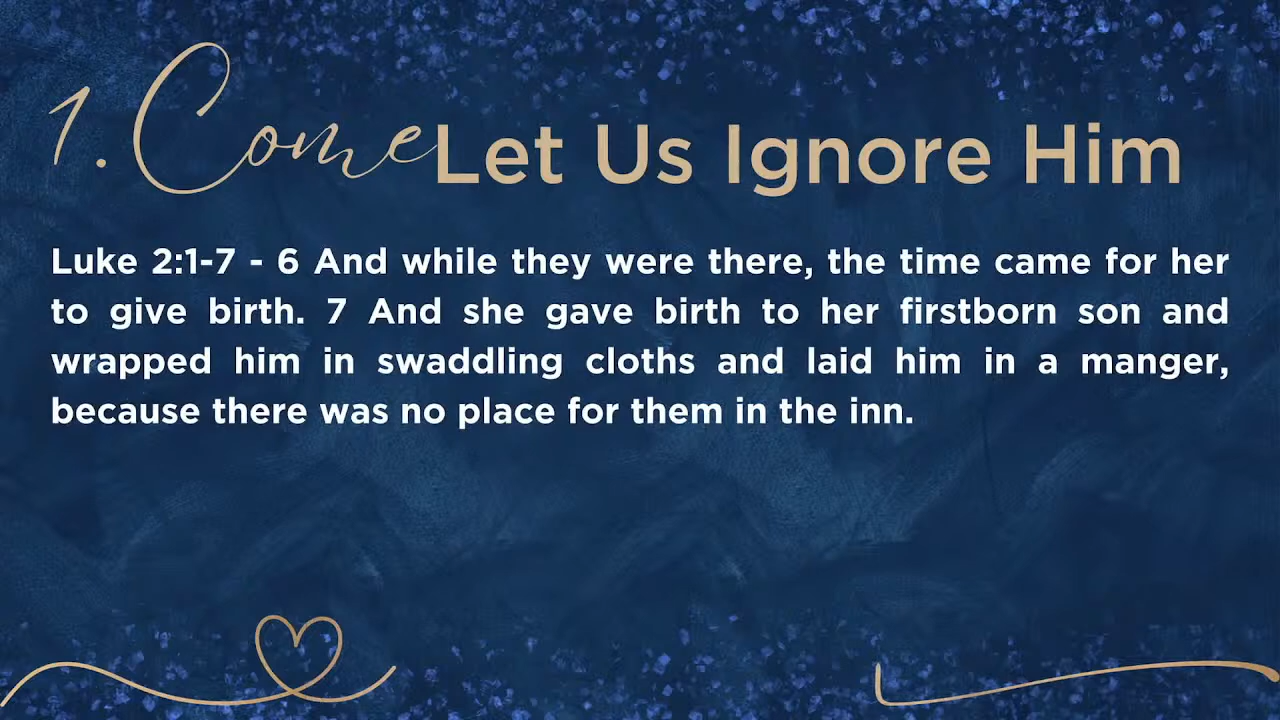 1. Come Let Us Ignore Him
Luke 2:1-7 - 6 And while they were there, the time came for her
to give birth. 7 And she gave birth to her firstborn son and
wrapped him in swaddling cloths and laid him in a manger,
because there was no place for them in the inn.